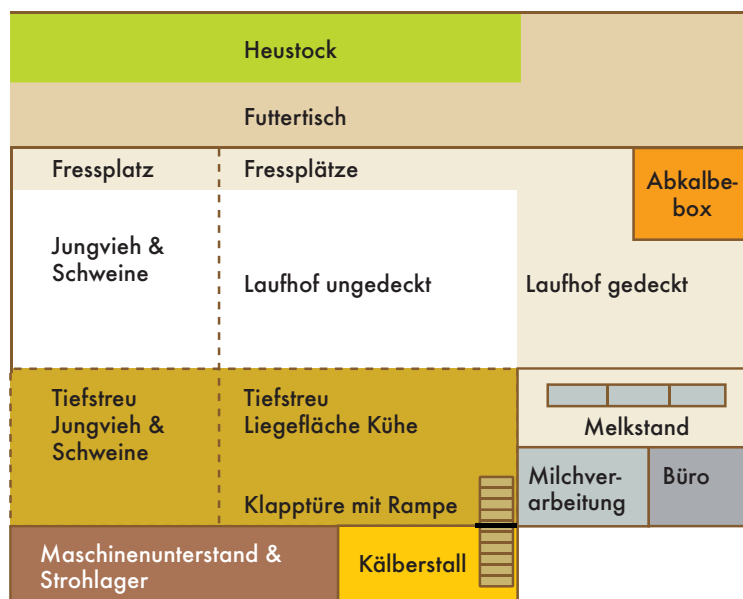 Heustock
Futtertisch
Fressplatz
Fressplätze
Abkalbe-
box
Jungvieh &
Schweine
Laufhof ungedeckt
Laufhof gedeckt
Tiefstreu
Jungvieh &
Schweine
Tiefstreu
Liegefläche Kühe
Melkstand
Klapptüre mit Rampe
Milchver-
arbeitung
Büro
Maschinenunterstand &
Strohlager
Kälberstall